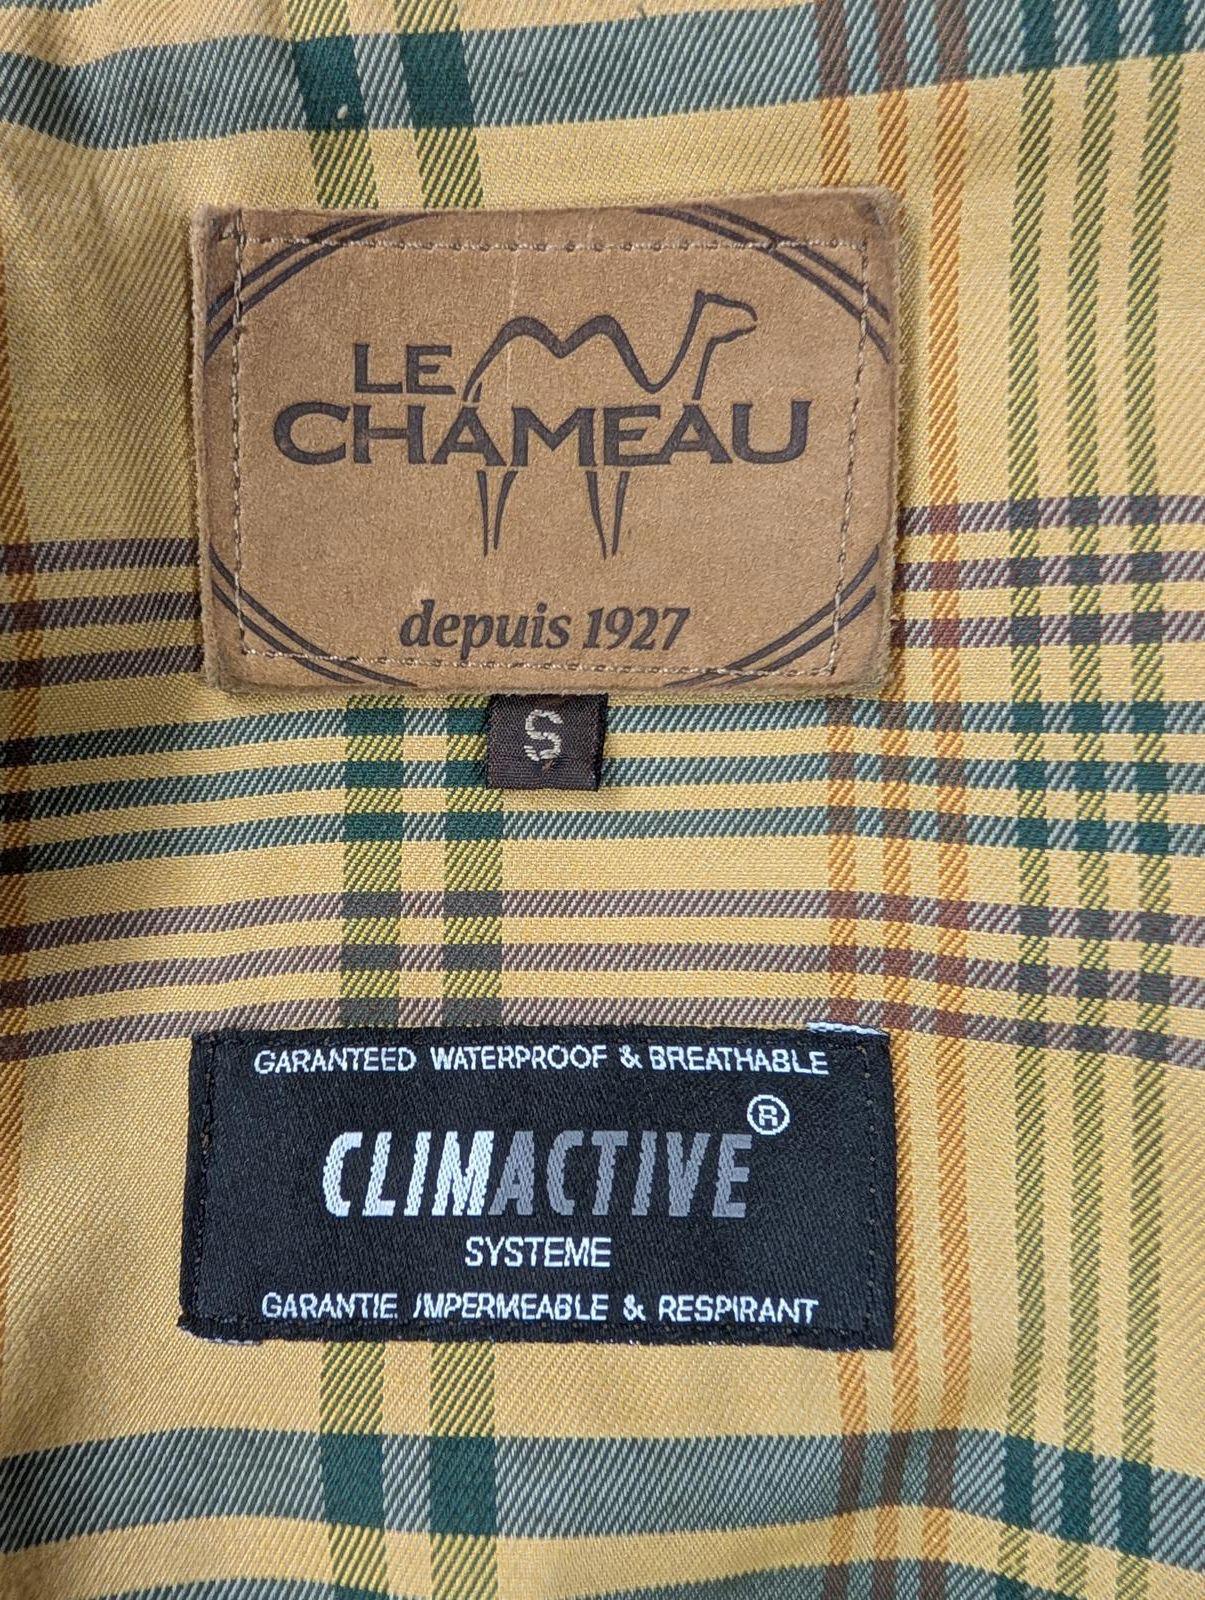 LE
CHAMEAU
depuis 1927
S
GARANTEED WATERPROOF & BREATHABLE
CLIMACTIVE®
SYSTEME
GARANTIE IMPERMEABLE & RESPIRANT